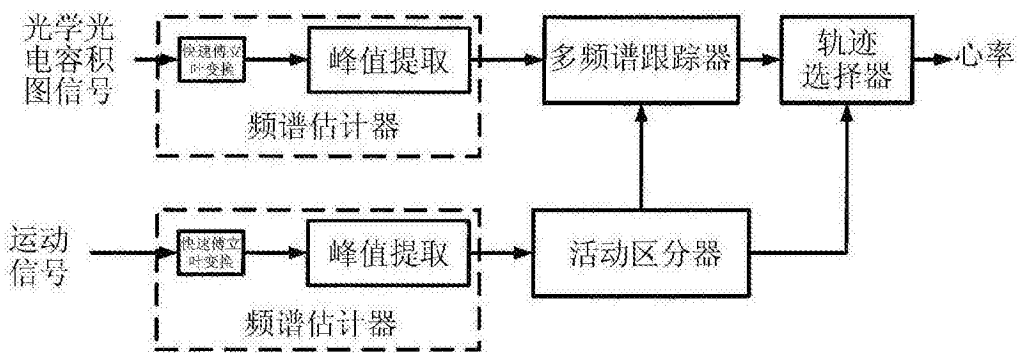 光学光
电容积
图信号
快速傅立
叶变换
峰值提取
频谱估计器
多频谱跟踪器
轨迹
选择器
心率
运动
信号
快速傅立
叶变换
峰值提取
频谱估计器
活动区分器